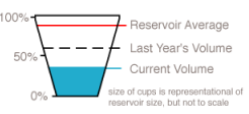 100%
Reservoir Average
Last Year's Volume
50%
Current Volume
0%
size of cups is representational of
reservoir size, but not to scale